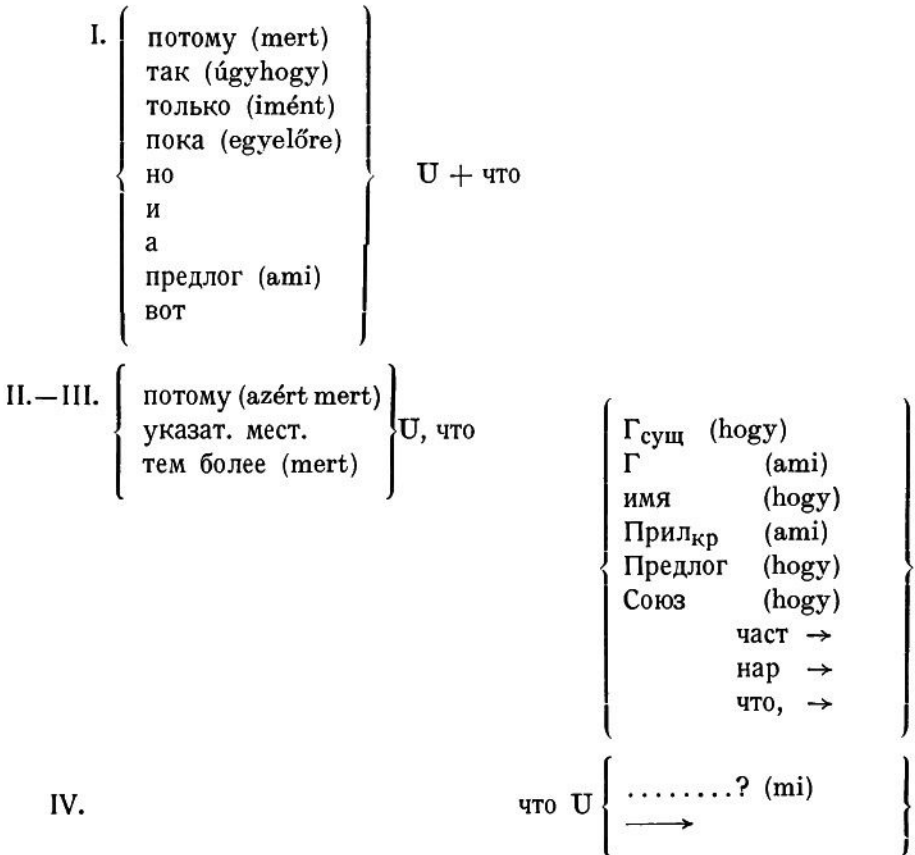 I. потому (mert)
так (úgyhogy)
только (imént)
пока (egyelőre)
но
и
а
предлог (ami)
вот
U + что
II.—III. потому (azért mert)
указат. мест.
тем более (mert)
U, что
Гсущ (hogy)
Г (ami)
имя (hogy)
Прилкр (ami)
Предлог (hogy)
Союз (hogy)
част →
нар →
что, →
IV. что U ........? (mi)
→